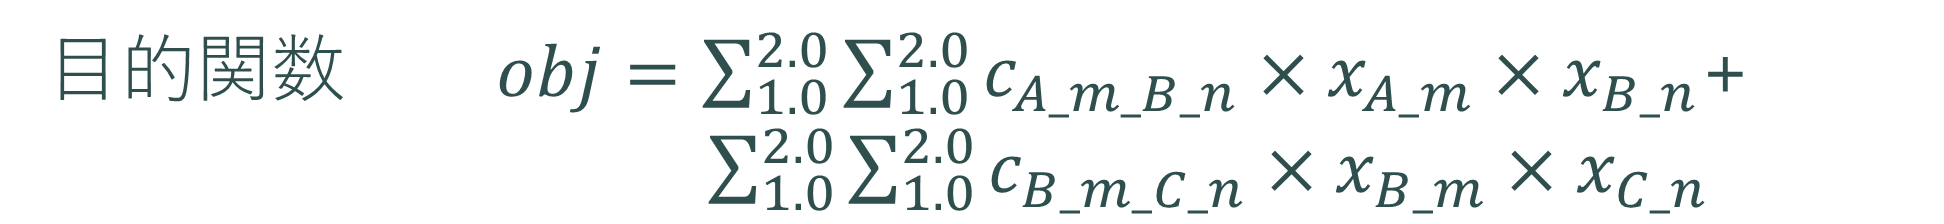 目的関数 obj = ∑_{1.0}^{2.0} ∑_{1.0}^{2.0} c_{A_m_B_n} × x_{A_m} × x_{B_n} +
∑_{1.0}^{2.0} ∑_{1.0}^{2.0} c_{B_m_C_n} × x_{B_m} × x_{C_n}